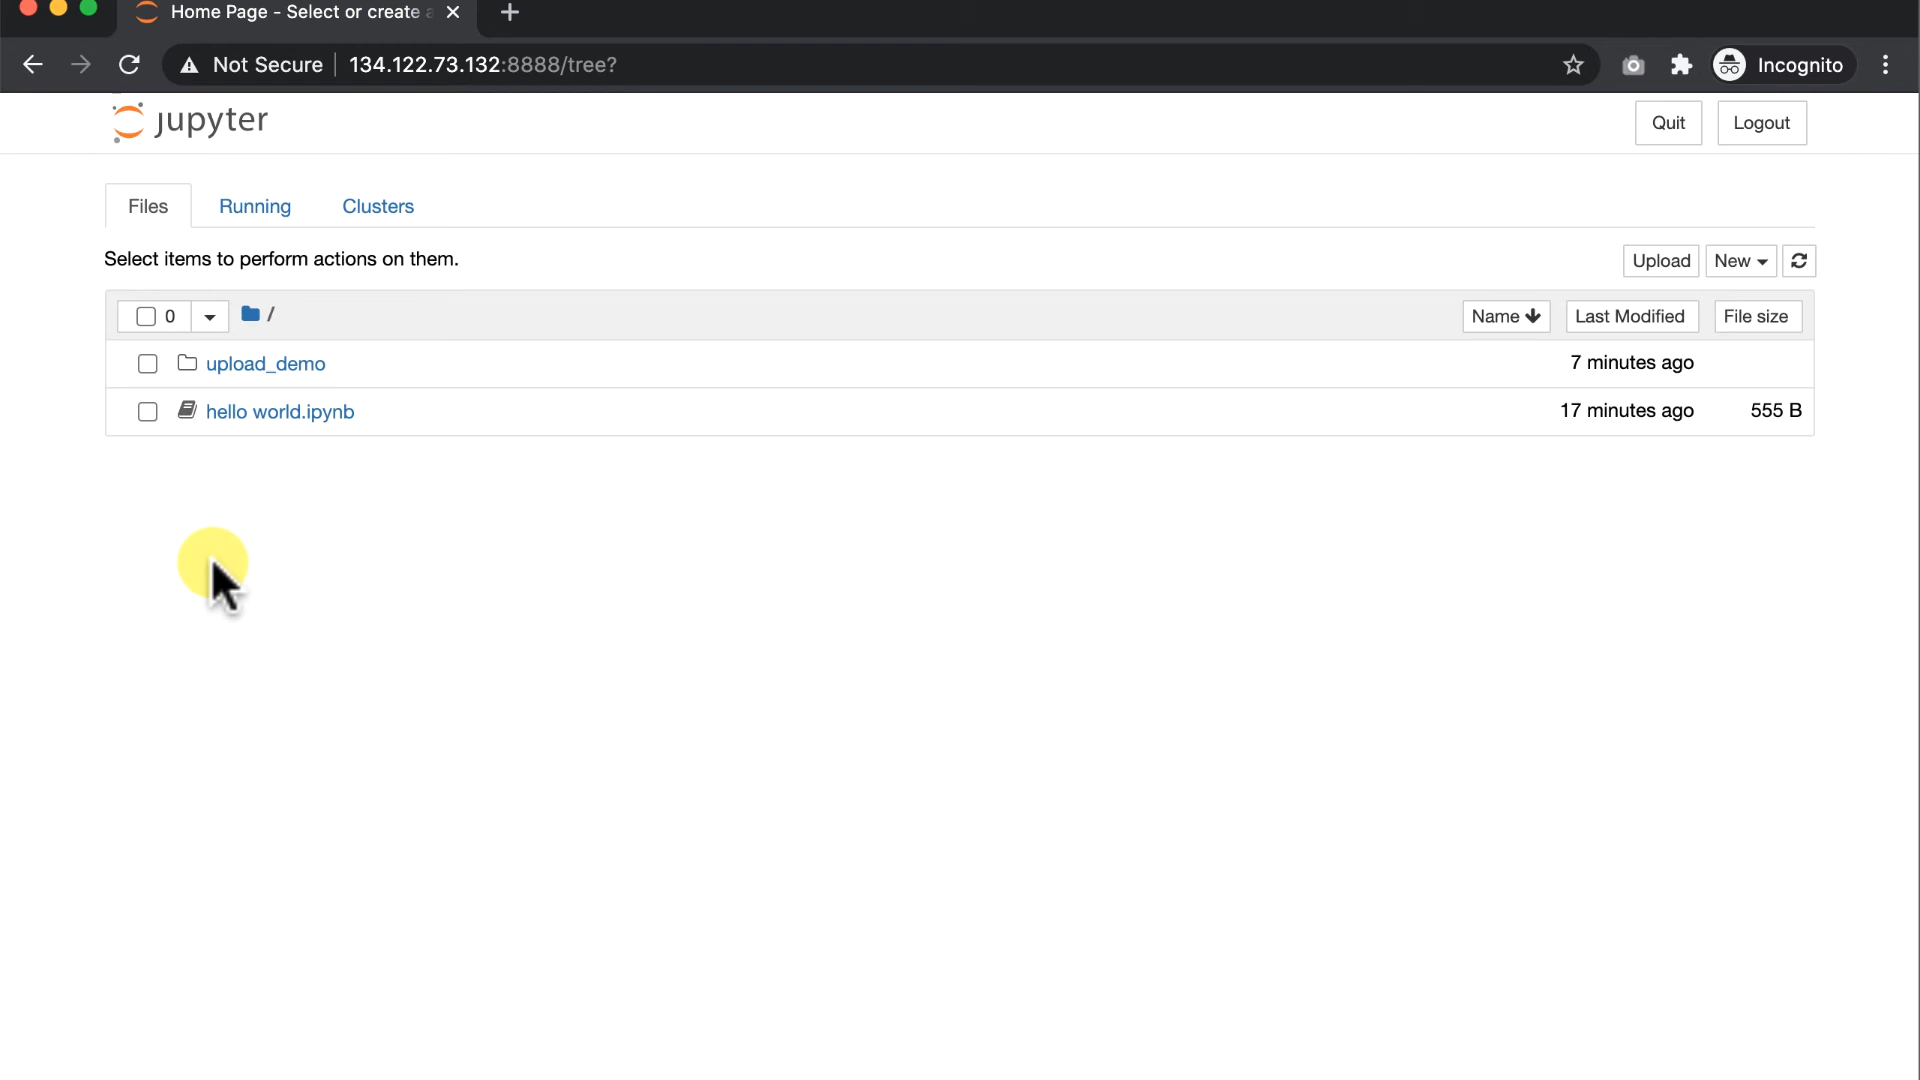 Home Page - Select or create a
Not Secure 134.122.73.132:8888/tree?
Incognito
jupyter
Quit Logout
Files Running Clusters
Select items to perform actions on them.
Upload New
0 / Name Last Modified File size
upload_demo 7 minutes ago
hello world.ipynb 17 minutes ago 555 B